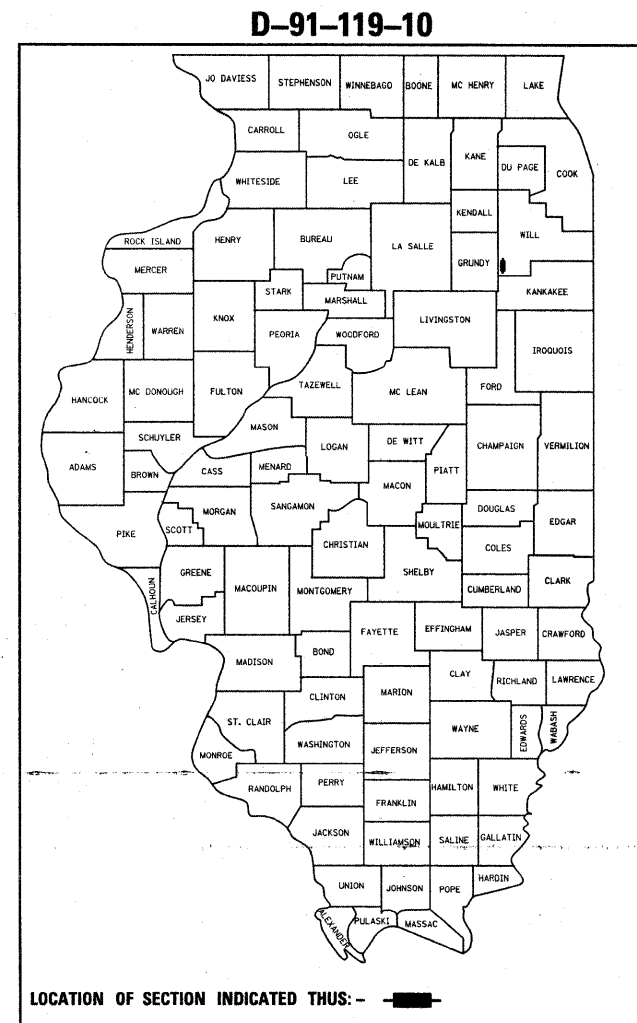 D-91-119-10
JO DAVIESS
STEPHENSON
WINNEBAGO
BOONE
MC HENRY
LAKE
CARROLL
OGLE
DE KALB
KANE
DU PAGE
COOK
WHITESIDE
LEE
KENDALL
ROCK ISLAND
HENRY
BUREAU
LA SALLE
WILL
GRUNDY
MERCER
PUTNAM
STARK
MARSHALL
KANKAKEE
HENDERSON
WARREN
KNOX
PEORIA
WOODFORD
LIVINGSTON
IROQUOIS
HANCOCK
MC DONOUGH
FULTON
TAZEWELL
MC LEAN
FORD
MASON
SCHUYLER
LOGAN
DE WITT
CHAMPAIGN
VERMILION
ADAMS
BROWN
CASS
MENARD
MACON
PIATT
MORGAN
SANGAMON
DOUGLAS
EDGAR
PIKE
SCOTT
CHRISTIAN
MOULTRIE
COLES
GREENE
MACOUPIN
MONTGOMERY
SHELBY
CUMBERLAND
CLARK
CALHOUN
JERSEY
FAYETTE
EFFINGHAM
JASPER
CRAWFORD
MADISON
BOND
CLAY
RICHLAND
LAWRENCE
CLINTON
MARION
ST. CLAIR
WAYNE
EDWARDS
WABASH
MONROE
WASHINGTON
JEFFERSON
RANDOLPH
PERRY
FRANKLIN
HAMILTON
WHITE
JACKSON
WILLIAMSON
SALINE
GALLATIN
UNION
JOHNSON
POPE
HARDIN
ALEXANDER
PULASKI
MASSAC
LOCATION OF SECTION INDICATED THUS:-